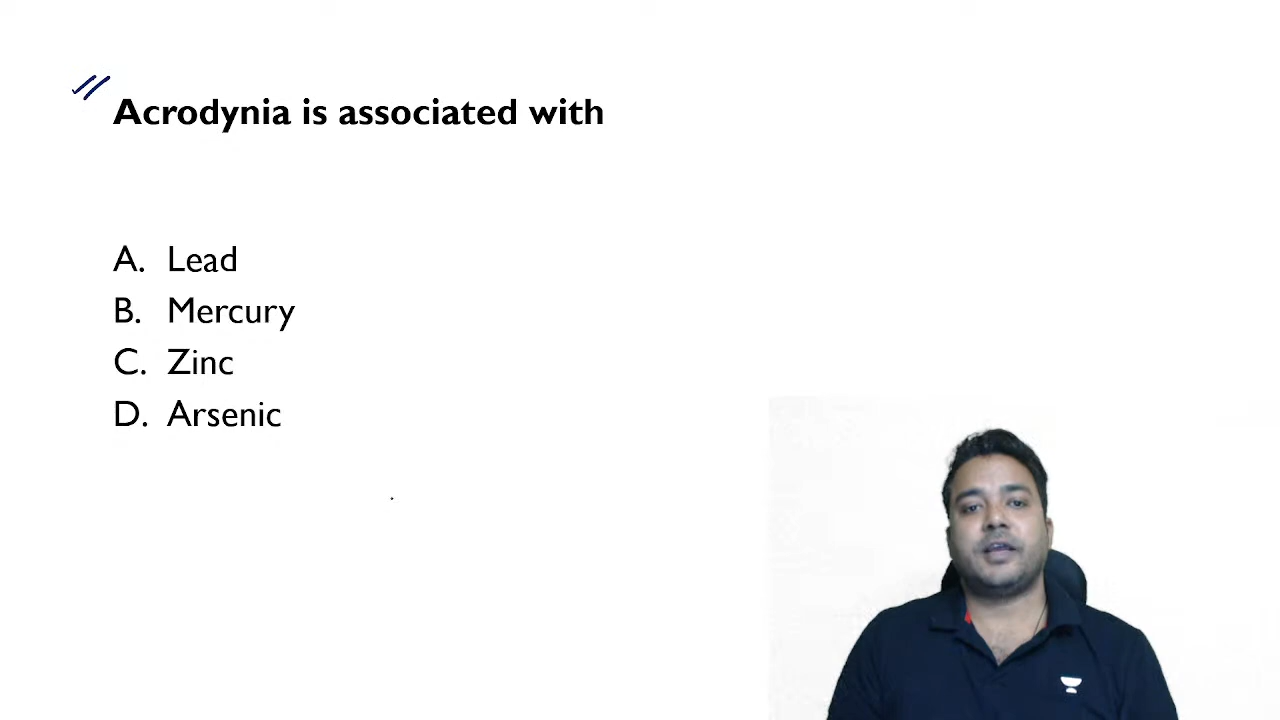 Acrodynia is associated with
A. Lead
B. Mercury
C. Zinc
D. Arsenic